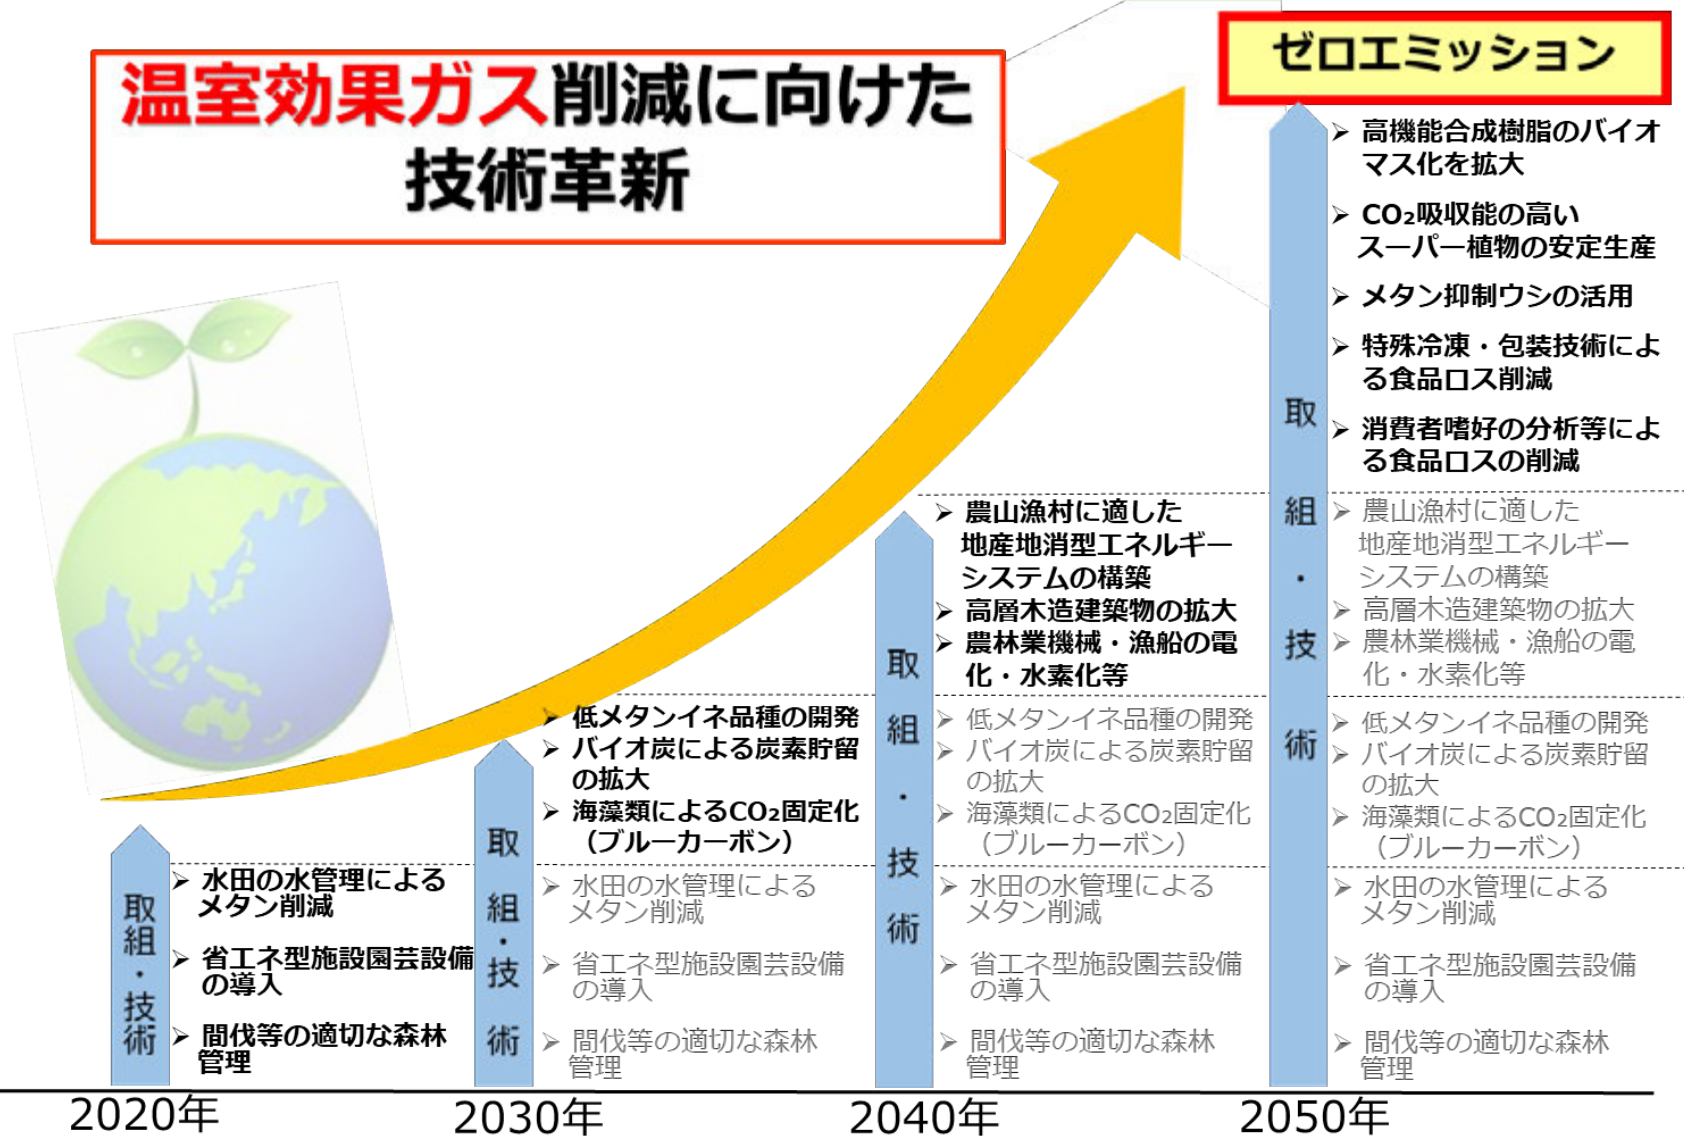 温室効果ガス削減に向けた
技術革新
ゼロエミッション
取組・技術
➢ 水田の水管理による
メタン削減
➢ 省エネ型施設園芸設備
の導入
➢ 間伐等の適切な森林
管理
2020年
取組・技術
➢ 低メタンイネ品種の開発
➢ バイオ炭による炭素貯留
の拡大
➢ 海藻類によるCO₂固定化
（ブルーカーボン）
➢ 水田の水管理による
メタン削減
➢ 省エネ型施設園芸設備
の導入
➢ 間伐等の適切な森林
管理
2030年
取組・技術
➢ 農山漁村に適した
地産地消型エネルギー
システムの構築
➢ 高層木造建築物の拡大
➢ 農林業機械・漁船の電
化・水素化等
➢ 低メタンイネ品種の開発
➢ バイオ炭による炭素貯留
の拡大
➢ 海藻類によるCO₂固定化
（ブルーカーボン）
➢ 水田の水管理による
メタン削減
➢ 省エネ型施設園芸設備
の導入
➢ 間伐等の適切な森林
管理
2040年
取組・技術
➢ 高機能合成樹脂のバイオ
マス化を拡大
➢ CO₂吸収能の高い
スーパー植物の安定生産
➢ メタン抑制ウシの活用
➢ 特殊冷凍・包装技術によ
る食品ロス削減
➢ 消費者嗜好の分析等によ
る食品ロスの削減
➢ 農山漁村に適した
地産地消型エネルギー
システムの構築
➢ 高層木造建築物の拡大
➢ 農林業機械・漁船の電
化・水素化等
➢ 低メタンイネ品種の開発
➢ バイオ炭による炭素貯留
の拡大
➢ 海藻類によるCO₂固定化
（ブルーカーボン）
➢ 水田の水管理による
メタン削減
➢ 省エネ型施設園芸設備
の導入
➢ 間伐等の適切な森林
管理
2050年